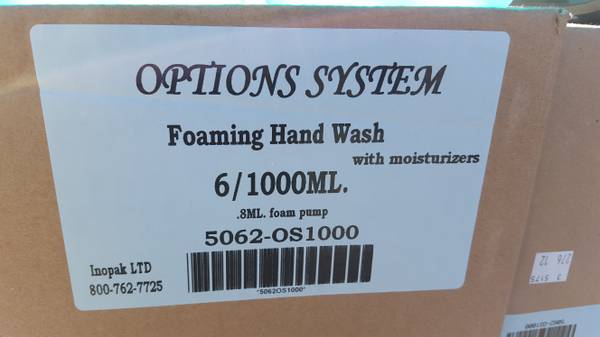 OPTIONS SYSTEM
Foaming Hand Wash
with moisturizers
6/1000ML.
.8ML. foam pump
5062-OS1000
Inopak LTD
800-762-7725
*5062OS1000*